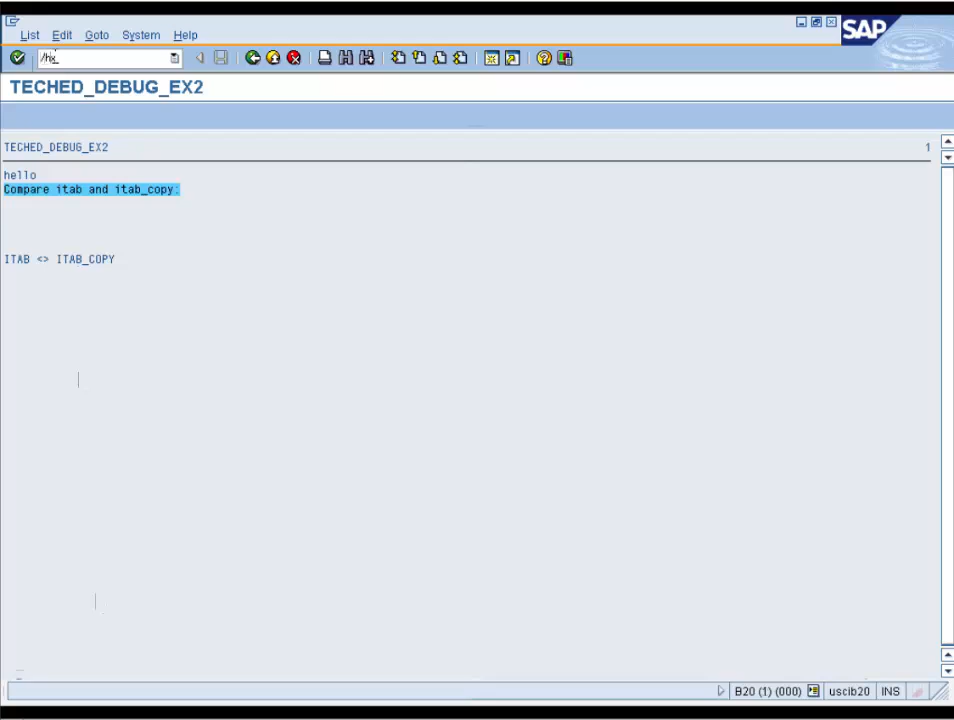 List Edit Goto System Help
SAP
/hx
TECHED_DEBUG_EX2
TECHED_DEBUG_EX2 1
hello
Compare itab and itab_copy:
ITAB <> ITAB_COPY
B20 (1) (000) uscib20 INS